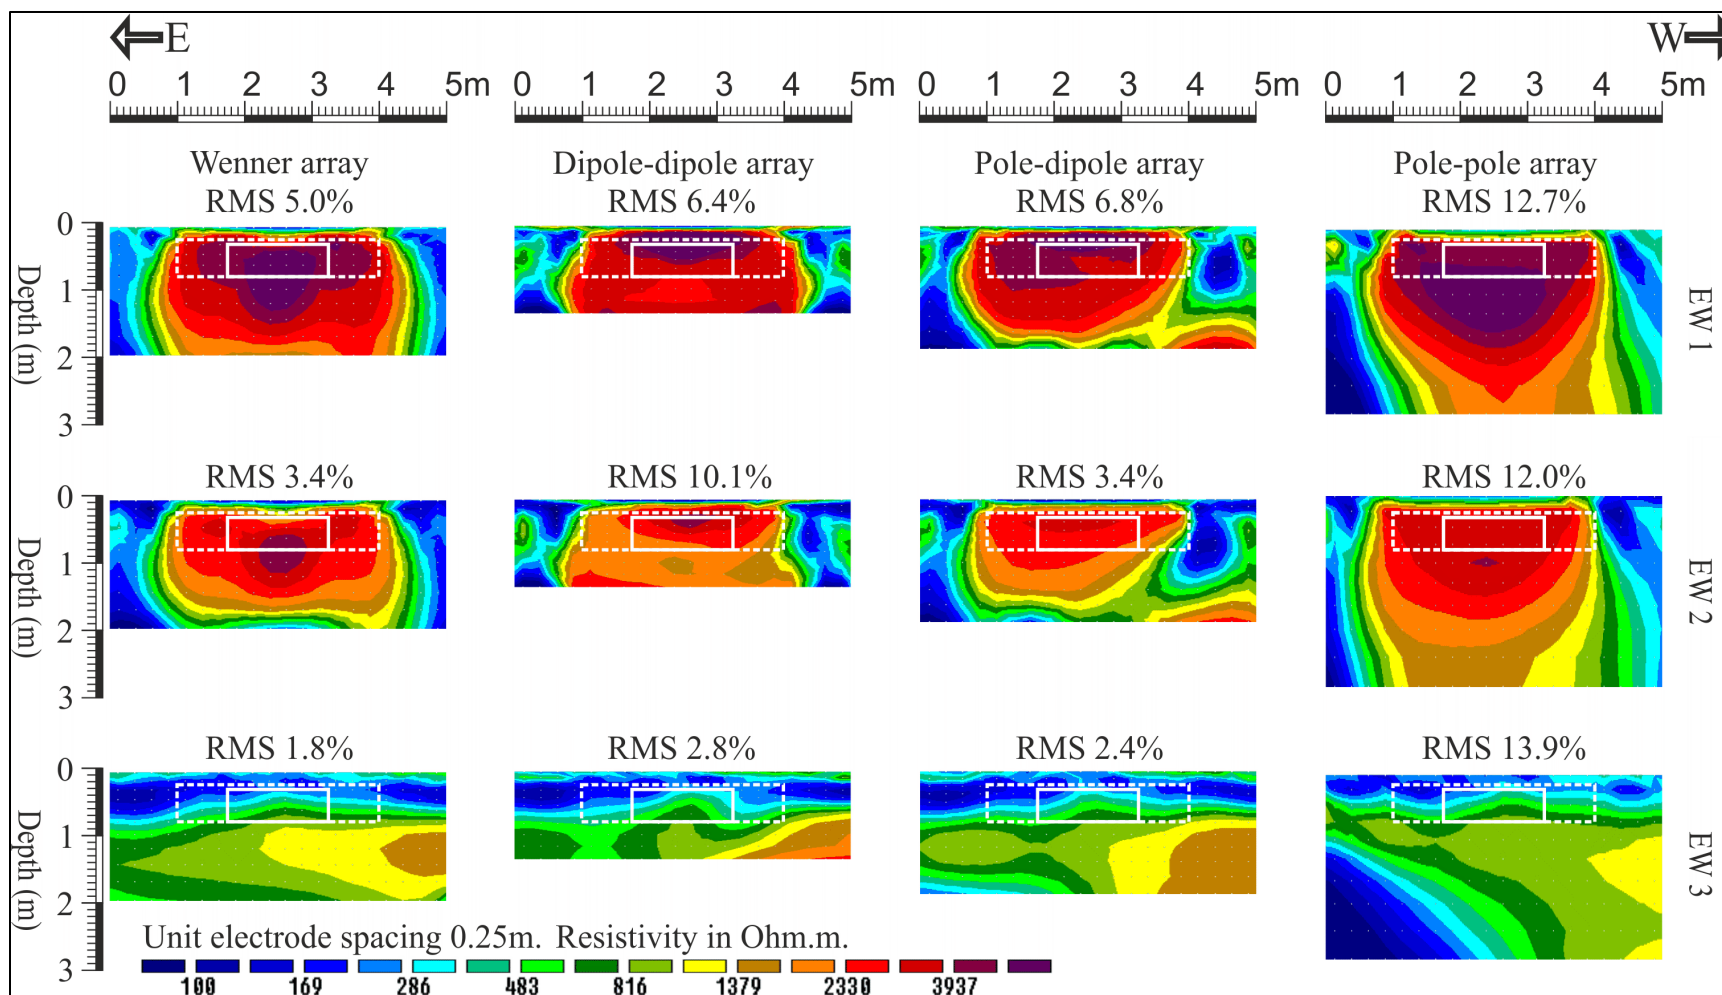 E W
0 1 2 3 4 5m 0 1 2 3 4 5m 0 1 2 3 4 5m 0 1 2 3 4 5m
Wenner array Dipole-dipole array Pole-dipole array Pole-pole array
RMS 5.0% RMS 6.4% RMS 6.8% RMS 12.7%
0
1
2
3
Depth (m)
EW 1
RMS 3.4% RMS 10.1% RMS 3.4% RMS 12.0%
0
1
2
3
Depth (m)
EW 2
RMS 1.8% RMS 2.8% RMS 2.4% RMS 13.9%
0
1
2
3
Depth (m)
EW 3
Unit electrode spacing 0.25m. Resistivity in Ohm.m.
100 169 286 483 816 1379 2330 3937